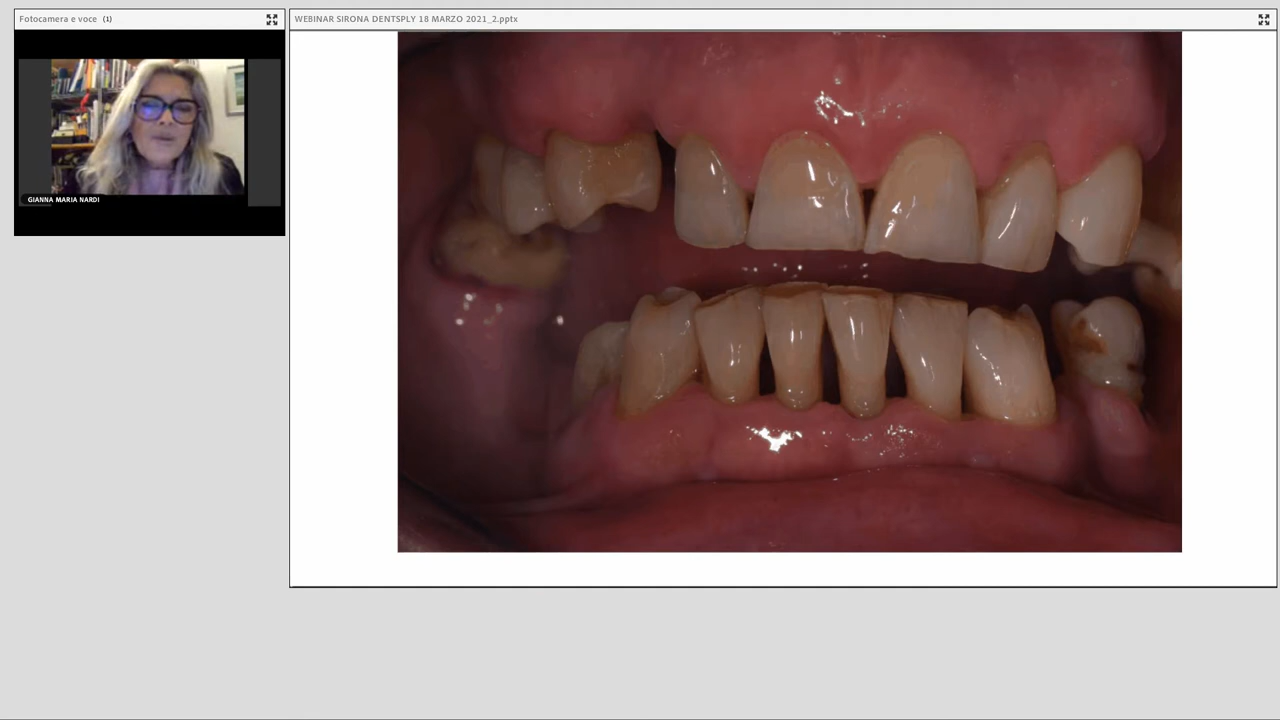 Fotocamera e voce (1)
WEBINAR SIRONA DENTSPLY 18 MARZO 2021_2.pptx
GIANNA MARIA NARDI